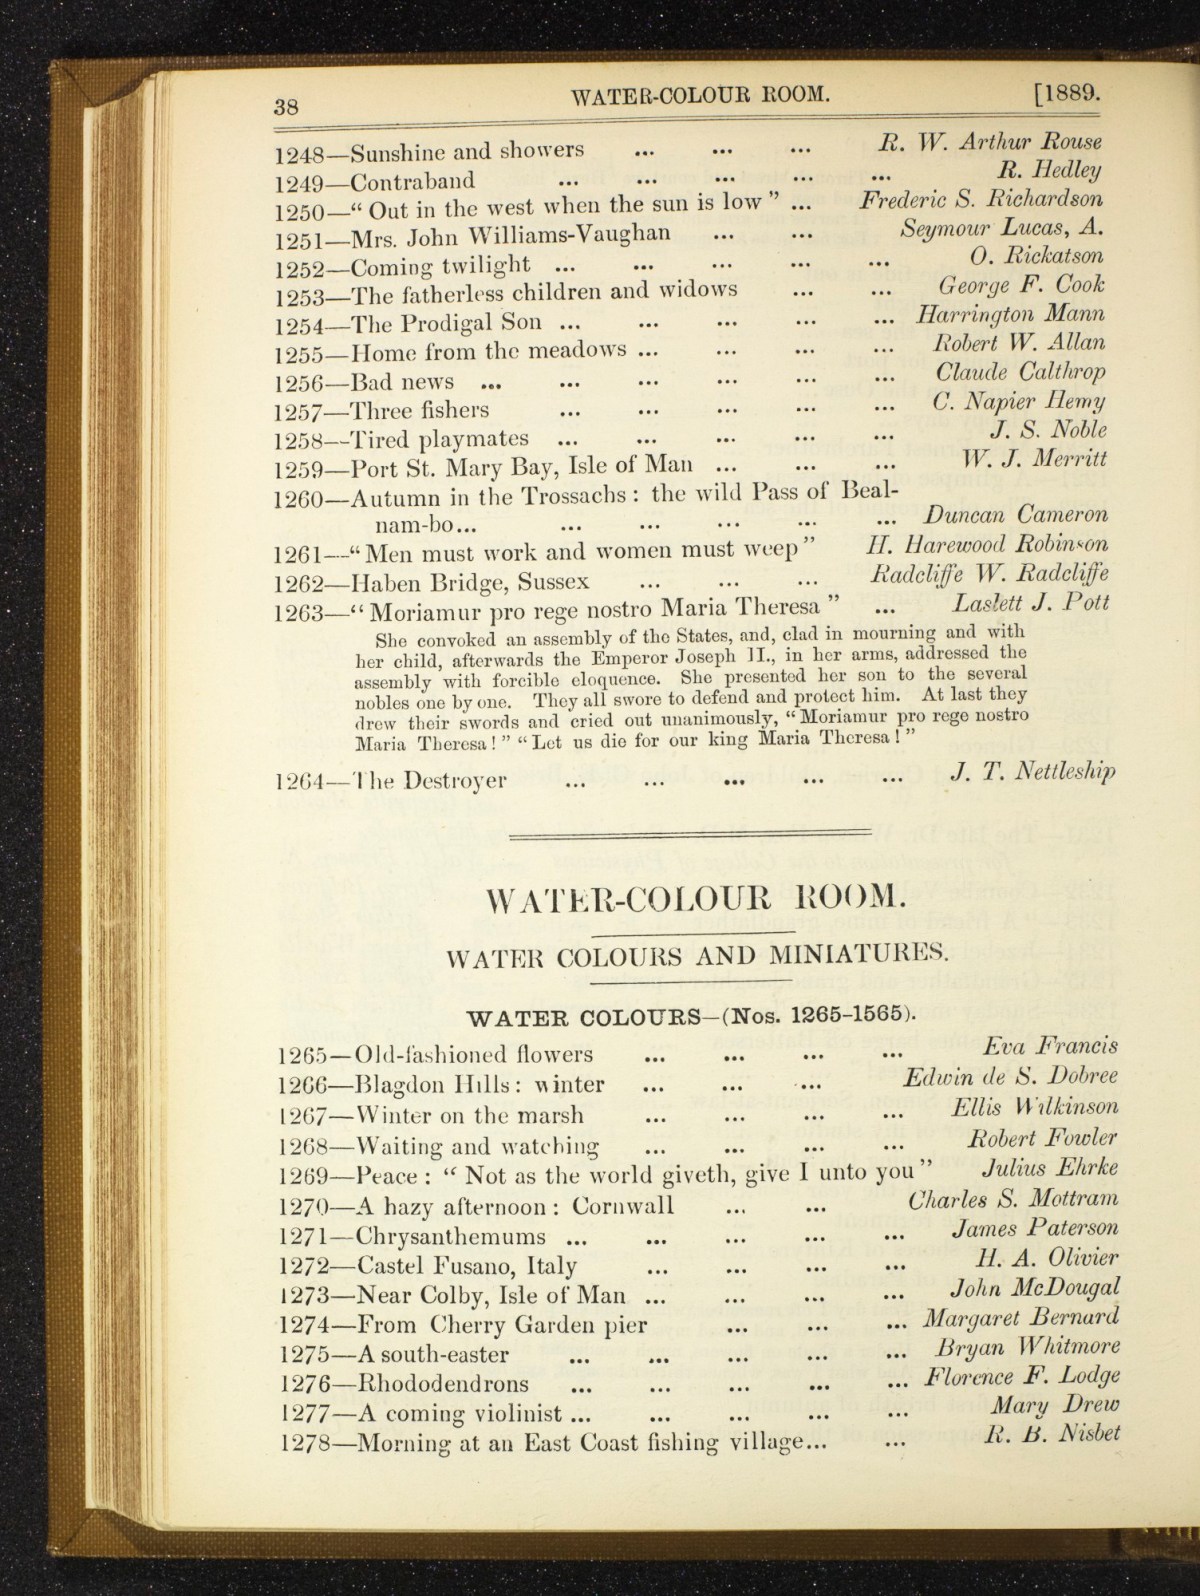 38 WATER-COLOUR ROOM. [1889.
1248—Sunshine and showers ... ... ... R. W. Arthur Rouse
1249—Contraband ... ... ... ... ... R. Hedley
1250—“ Out in the west when the sun is low ” ... Frederic S. Richardson
1251—Mrs. John Williams-Vaughan ... ... Seymour Lucas, A.
1252—Coming twilight ... ... ... ... ... O. Rickatson
1253—The fatherless children and widows ... ... George F. Cook
1254—The Prodigal Son ... ... ... ... ... Harrington Mann
1255—Home from the meadows ... ... ... ... Robert W. Allan
1256—Bad news ... ... ... ... ... ... Claude Calthrop
1257—Three fishers ... ... ... ... ... C. Napier Hemy
1258—Tired playmates ... ... ... ... ... J. S. Noble
1259—Port St. Mary Bay, Isle of Man ... ... ... W. J. Merritt
1260—Autumn in the Trossachs : the wild Pass of Beal-
nam-bo... ... ... ... ... ... Duncan Cameron
1261—“ Men must work and women must weep ” H. Harewood Robinson
1262—Haben Bridge, Sussex ... ... ... Radcliffe W. Radcliffe
1263—“ Moriamur pro rege nostro Maria Theresa ” ... Laslett J. Pott
She convoked an assembly of the States, and, clad in mourning and with
her child, afterwards the Emperor Joseph II., in her arms, addressed the
assembly with forcible eloquence. She presented her son to the several
nobles one by one. They all swore to defend and protect him. At last they
drew their swords and cried out unanimously, “ Moriamur pro rege nostro
Maria Theresa ! ” “ Let us die for our king Maria Theresa ! ”
1264—The Destroyer ... ... ... ... ... J. T. Nettleship
WATER-COLOUR ROOM.
WATER COLOURS AND MINIATURES.
WATER COLOURS—(Nos. 1265-1565).
1265—Old-fashioned flowers ... ... ... ... Eva Francis
1266—Blagdon Hills : winter ... ... ... Edwin de S. Dobree
1267—Winter on the marsh ... ... ... ... Ellis Wilkinson
1268—Waiting and watching ... ... ... ... Robert Fowler
1269—Peace : “ Not as the world giveth, give I unto you ” Julius Ehrke
1270—A hazy afternoon : Cornwall ... ... Charles S. Mottram
1271—Chrysanthemums ... ... ... ... ... James Paterson
1272—Castel Fusano, Italy ... ... ... ... H. A. Olivier
1273—Near Colby, Isle of Man ... ... ... ... John McDougal
1274—From Cherry Garden pier ... ... ... Margaret Bernard
1275—A south-easter ... ... ... ... ... Bryan Whitmore
1276—Rhododendrons ... ... ... ... ... Florence F. Lodge
1277—A coming violinist ... ... ... ... ... Mary Drew
1278—Morning at an East Coast fishing village... ... R. B. Nisbet